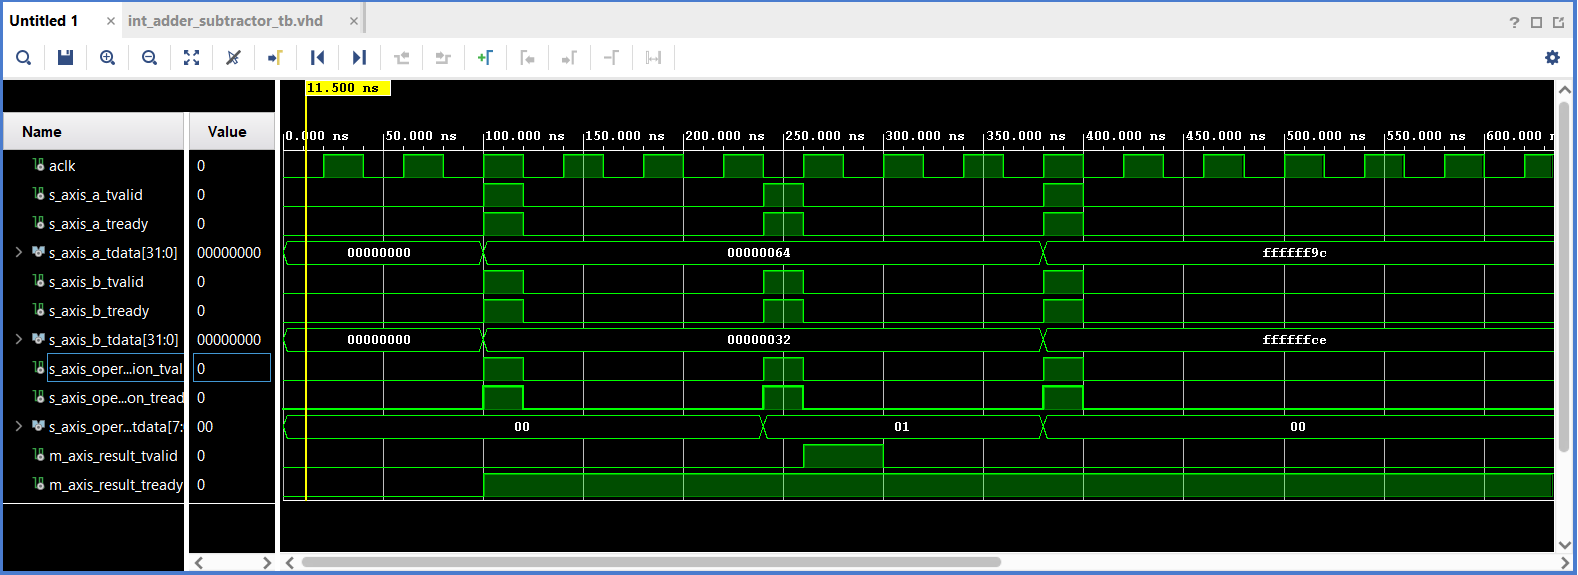 Untitled 1 × int_adder_subtractor_tb.vhd ×
?
11.500 ns
Name Value
0.000 ns 50.000 ns 100.000 ns 150.000 ns 200.000 ns 250.000 ns 300.000 ns 350.000 ns 400.000 ns 450.000 ns 500.000 ns 550.000 ns 600.000 n
aclk 0
s_axis_a_tvalid 0
s_axis_a_tready 0
s_axis_a_tdata[31:0] 00000000 00000000 00000064 ffffff9c
s_axis_b_tvalid 0
s_axis_b_tready 0
s_axis_b_tdata[31:0] 00000000 00000000 00000032 ffffffce
s_axis_oper...ion_tval 0
s_axis_ope...on_tread 0
s_axis_oper...tdata[7: 00 00 01 00
m_axis_result_tvalid 0
m_axis_result_tready 0